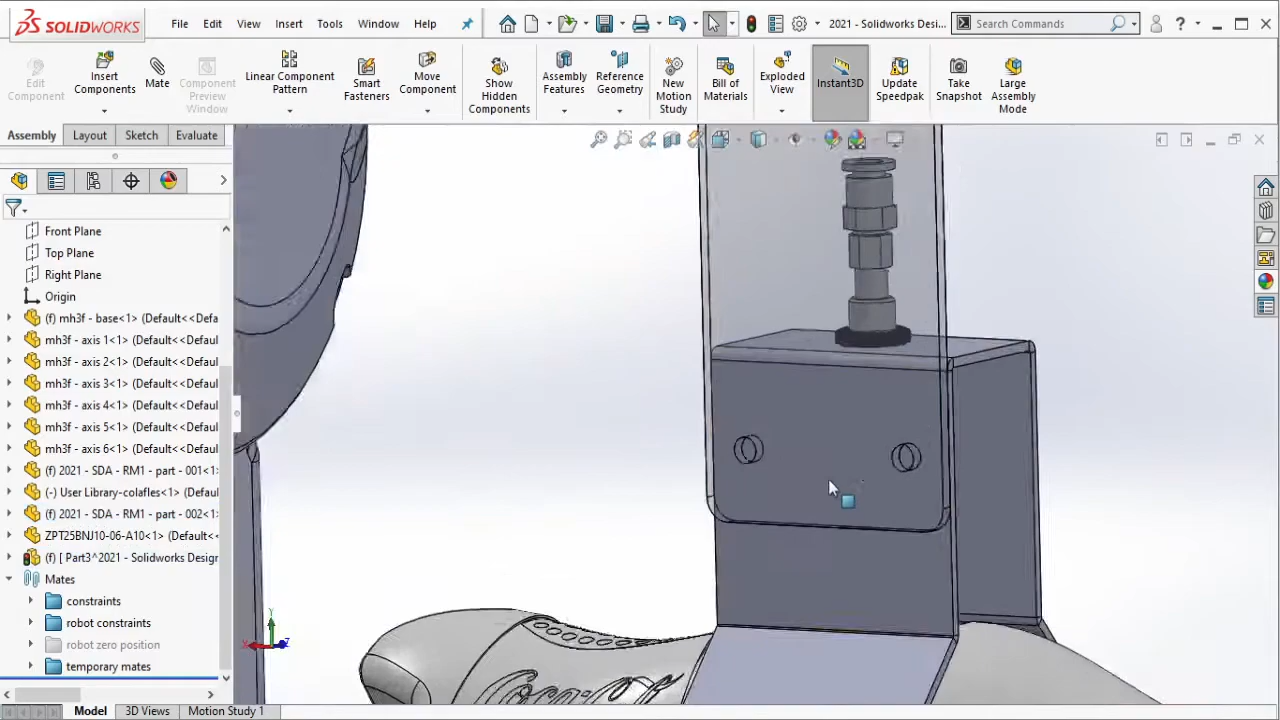 SOLIDWORKS File Edit View Insert Tools Window Help 2021 - Solidworks Desi... Search Commands ?
Edit Component
Insert Components
Mate
Component Preview Window
Linear Component Pattern
Smart Fasteners
Move Component
Show Hidden Components
Assembly Features
Reference Geometry
New Motion Study
Bill of Materials
Exploded View
Instant3D
Update Speedpak
Take Snapshot
Large Assembly Mode
Assembly Layout Sketch Evaluate
Front Plane
Top Plane
Right Plane
Origin
(f) mh3f - base<1> (Default<<Defa
mh3f - axis 1<1> (Default<<Defaul
mh3f - axis 2<1> (Default<<Defaul
mh3f - axis 3<1> (Default<<Defaul
mh3f - axis 4<1> (Default<<Defaul
mh3f - axis 5<1> (Default<<Defaul
mh3f - axis 6<1> (Default<<Defaul
(f) 2021 - SDA - RM1 - part - 001<1>
(-) User Library-colafles<1> (Defaul
(f) 2021 - SDA - RM1 - part - 002<1>
ZPT25BNJ10-06-A10<1> (Default<
(f) [ Part3^2021 - Solidworks Design
Mates
constraints
robot constraints
robot zero position
temporary mates
Y
X Z
Coca-Cola
Model 3D Views Motion Study 1